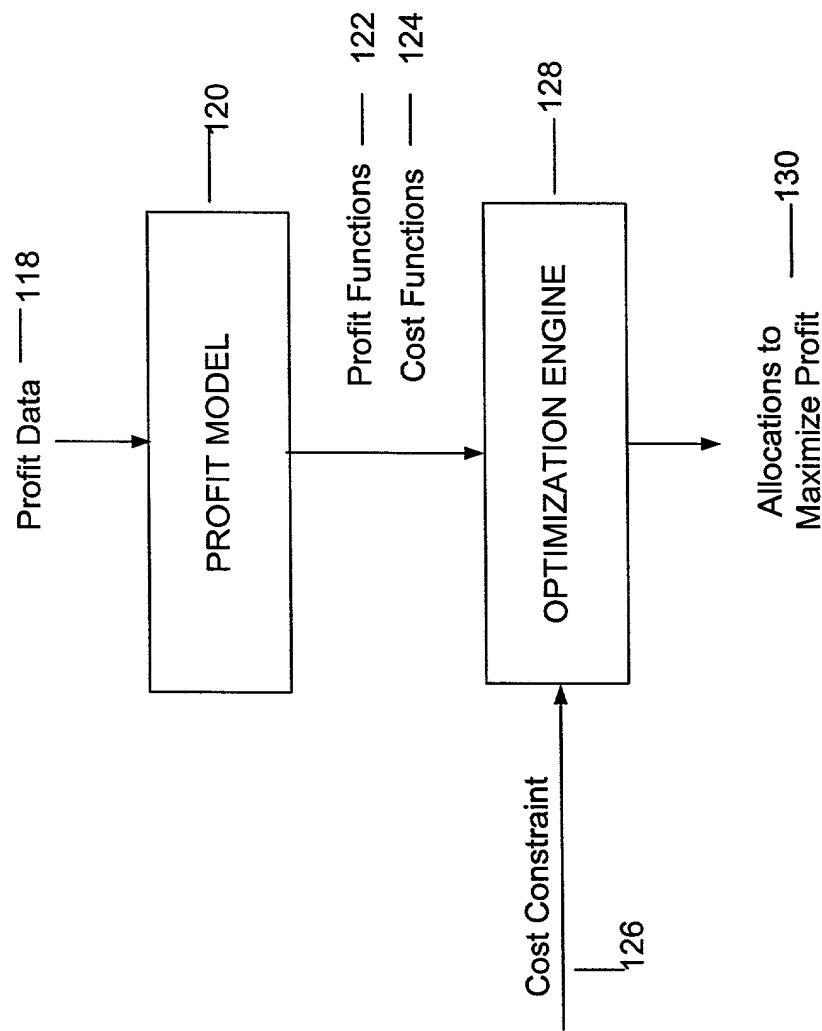 Profit Data
118
PROFIT MODEL
120
Profit Functions
122
Cost Functions
124
Cost Constraint
126
OPTIMIZATION ENGINE
128
Allocations to
Maximize Profit
130